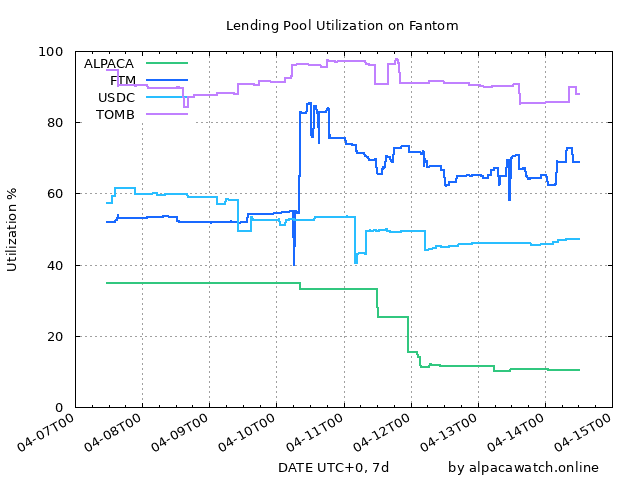 Lending Pool Utilization on Fantom
ALPACA
FTM
USDC
TOMB
Utilization %
100
80
60
40
20
0
04-07T00
04-08T00
04-09T00
04-10T00
04-11T00
04-12T00
04-13T00
04-14T00
04-15T00
DATE UTC+0, 7d
by alpacawatch.online